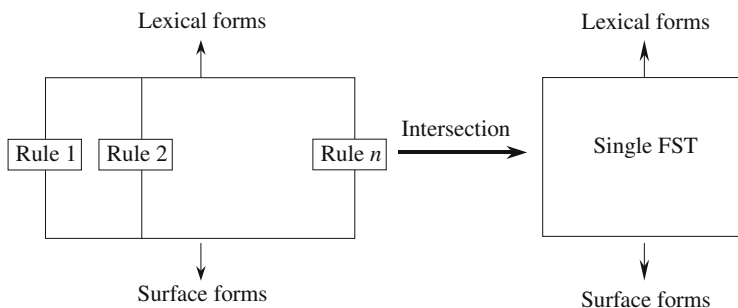 Lexical forms
Rule 1
Rule 2
Rule n
Surface forms
Intersection
Lexical forms
Single FST
Surface forms